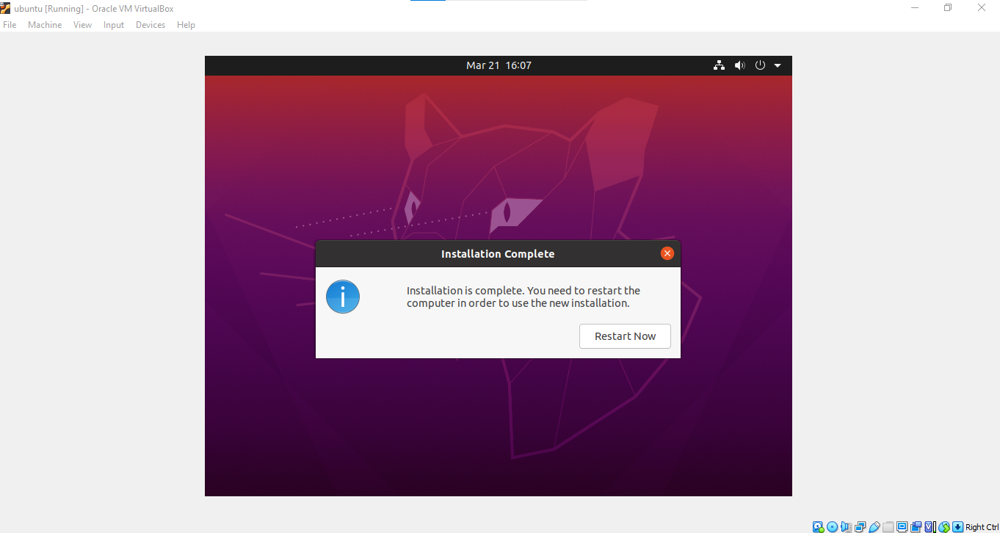 ubuntu [Running] - Oracle VM VirtualBox
File Machine View Input Devices Help
Mar 21 16:07
Installation Complete
Installation is complete. You need to restart the
computer in order to use the new installation.
Restart Now
Right Ctrl